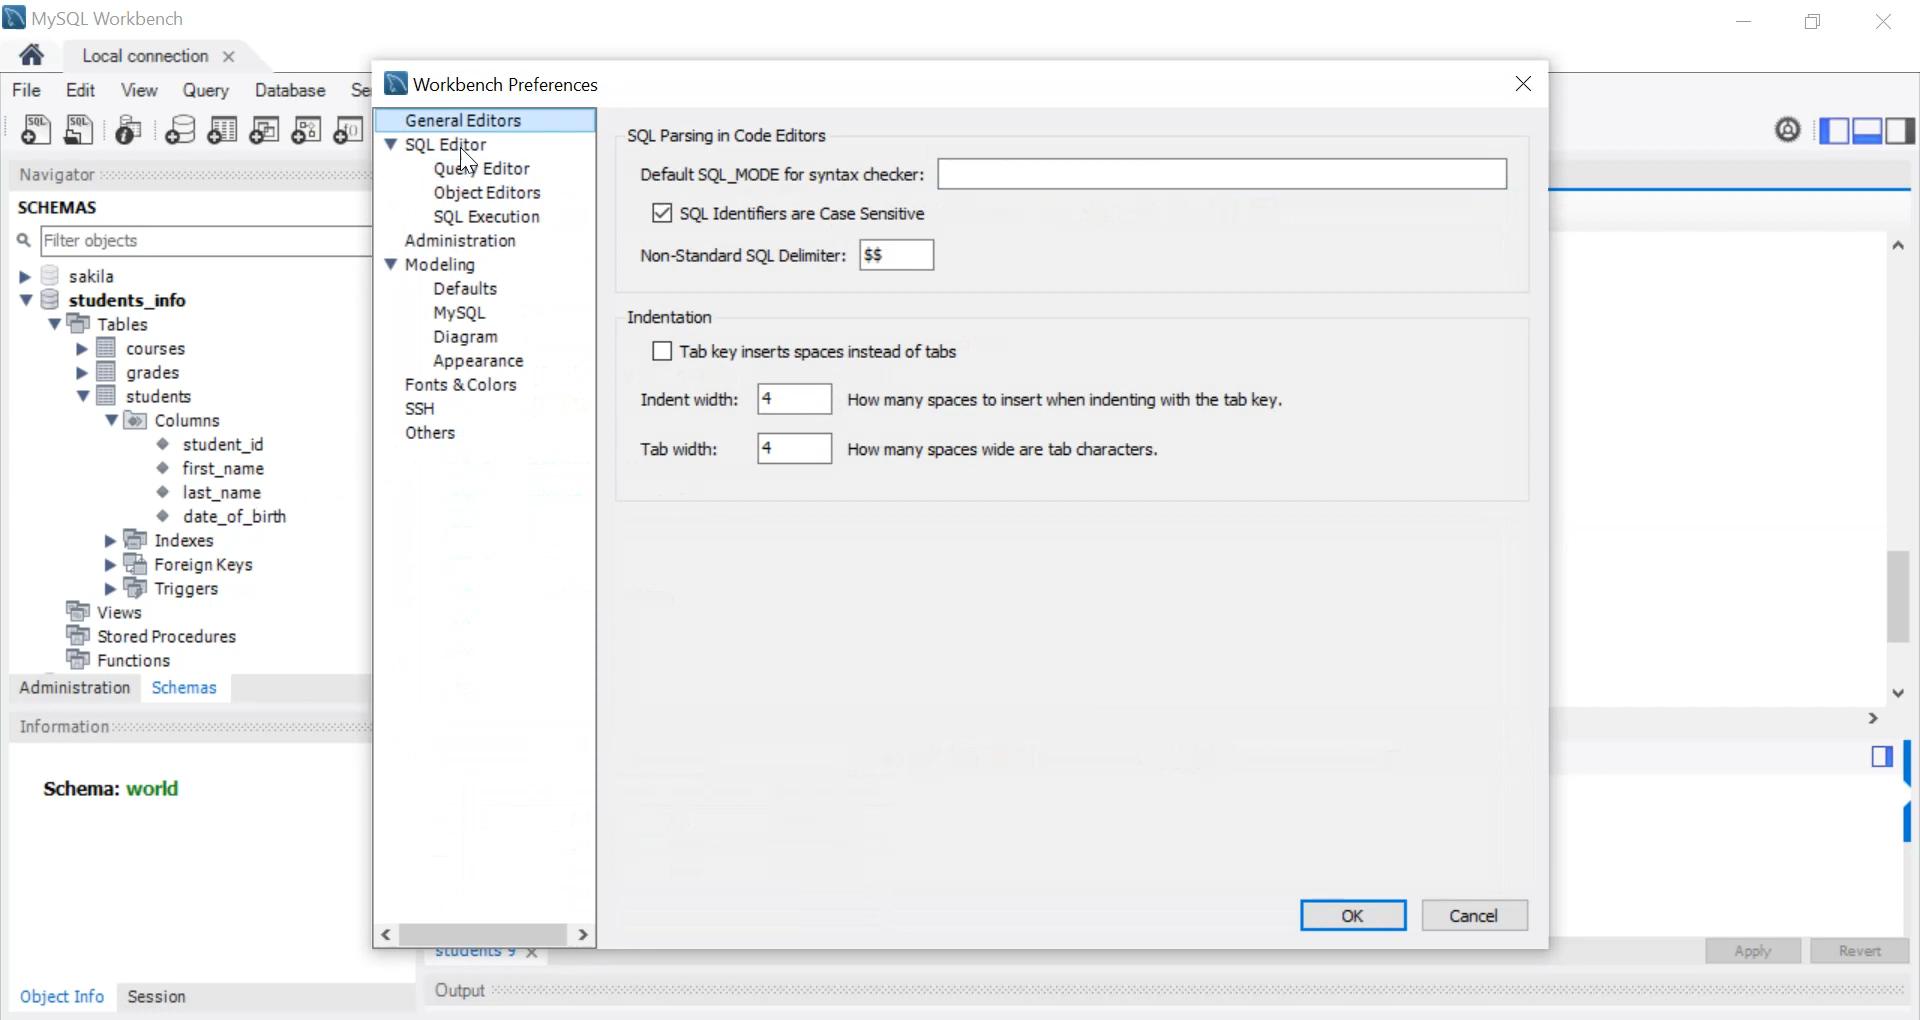 MySQL Workbench
Local connection
File Edit View Query Database Se
Workbench Preferences
Navigator
SCHEMAS
Filter objects
sakila
students_info
Tables
courses
grades
students
Columns
student_id
first_name
last_name
date_of_birth
Indexes
Foreign Keys
Triggers
Views
Stored Procedures
Functions
Administration Schemas
Information
Schema: world
Object Info Session
General Editors
SQL Editor
Query Editor
Object Editors
SQL Execution
Administration
Modeling
Defaults
MySQL
Diagram
Appearance
Fonts & Colors
SSH
Others
SQL Parsing in Code Editors
Default SQL_MODE for syntax checker:
SQL Identifiers are Case Sensitive
Non-Standard SQL Delimiter: $$
Indentation
Tab key inserts spaces instead of tabs
Indent width: 4 How many spaces to insert when indenting with the tab key.
Tab width: 4 How many spaces wide are tab characters.
OK Cancel
students 9
Apply Revert
Output